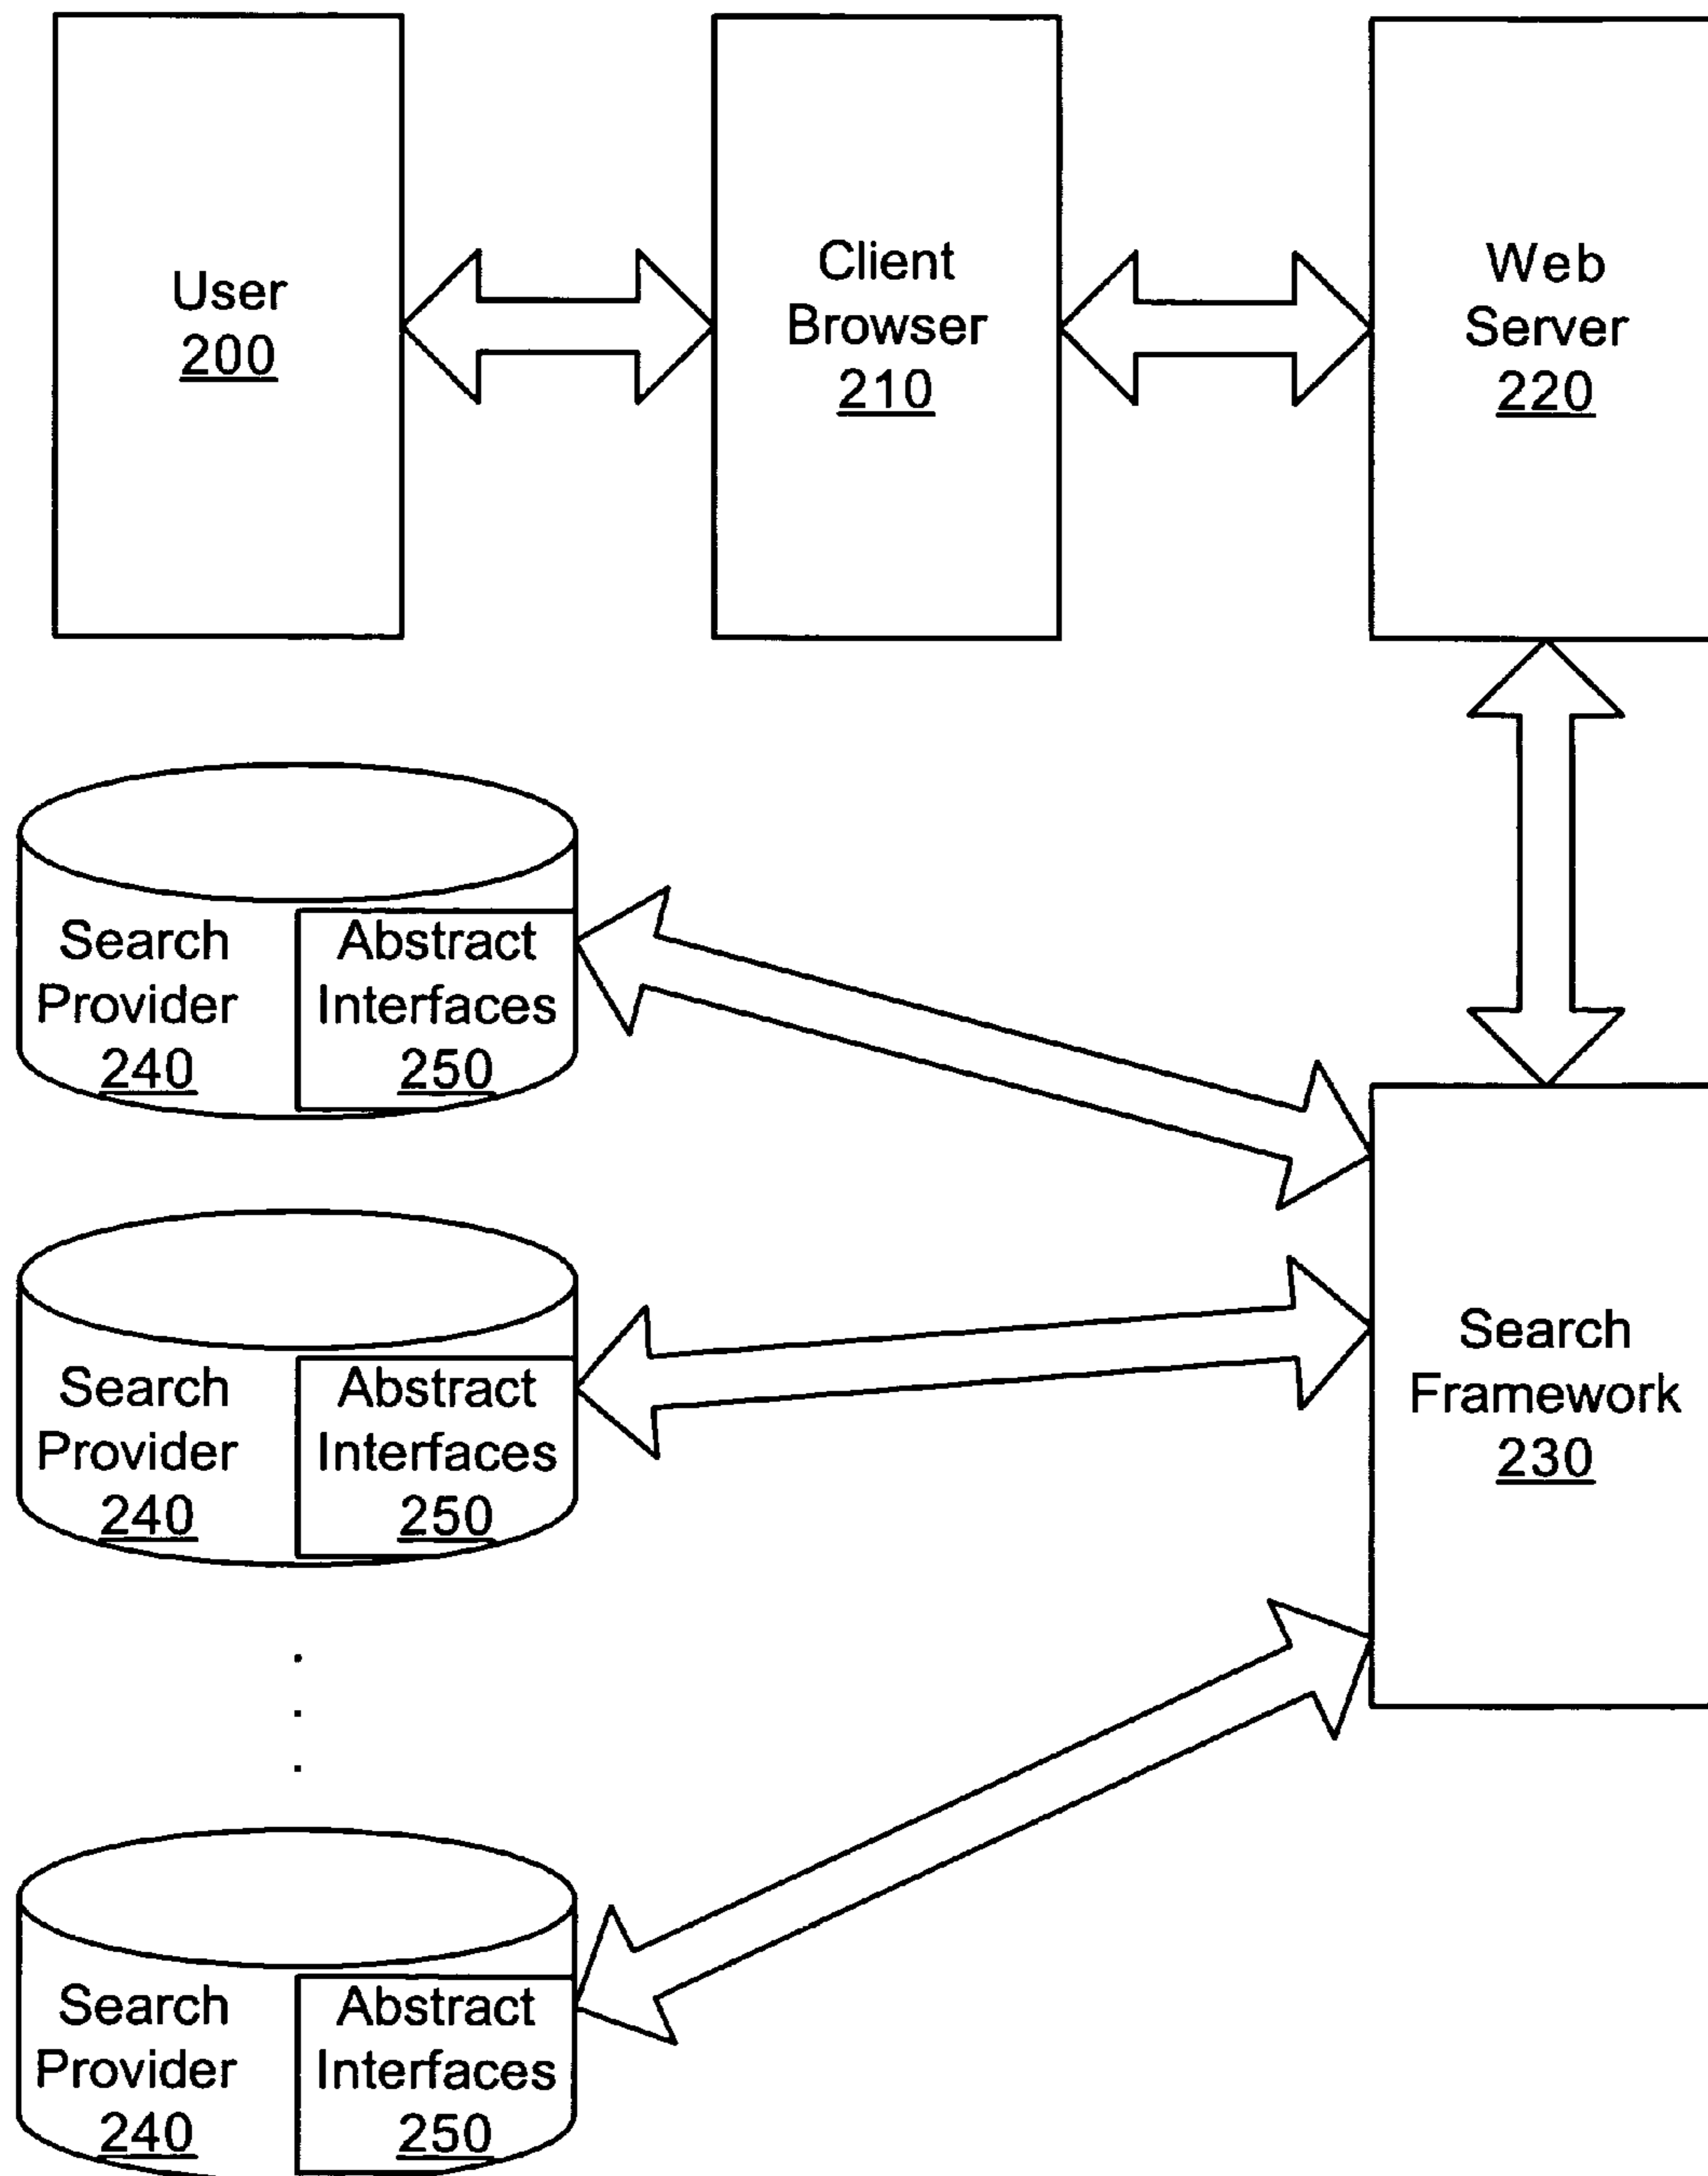 User
200
Client
Browser
210
Web
Server
220
Search
Provider
240
Abstract
Interfaces
250
Search
Provider
240
Abstract
Interfaces
250
Search
Framework
230
.
.
.
Search
Provider
240
Abstract
Interfaces
250